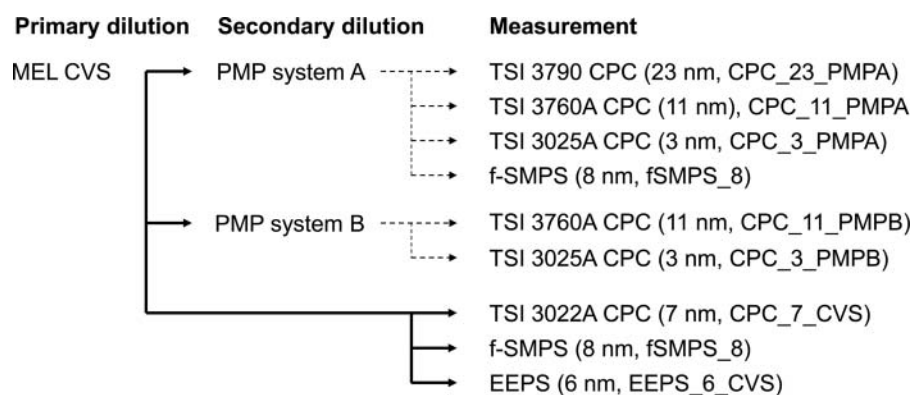 Primary dilution Secondary dilution Measurement
MEL CVS PMP system A TSI 3790 CPC (23 nm, CPC_23_PMPA)
TSI 3760A CPC (11 nm), CPC_11_PMPA
TSI 3025A CPC (3 nm, CPC_3_PMPA)
f-SMPS (8 nm, fSMPS_8)
PMP system B TSI 3760A CPC (11 nm, CPC_11_PMPB)
TSI 3025A CPC (3 nm, CPC_3_PMPB)
TSI 3022A CPC (7 nm, CPC_7_CVS)
f-SMPS (8 nm, fSMPS_8)
EEPS (6 nm, EEPS_6_CVS)